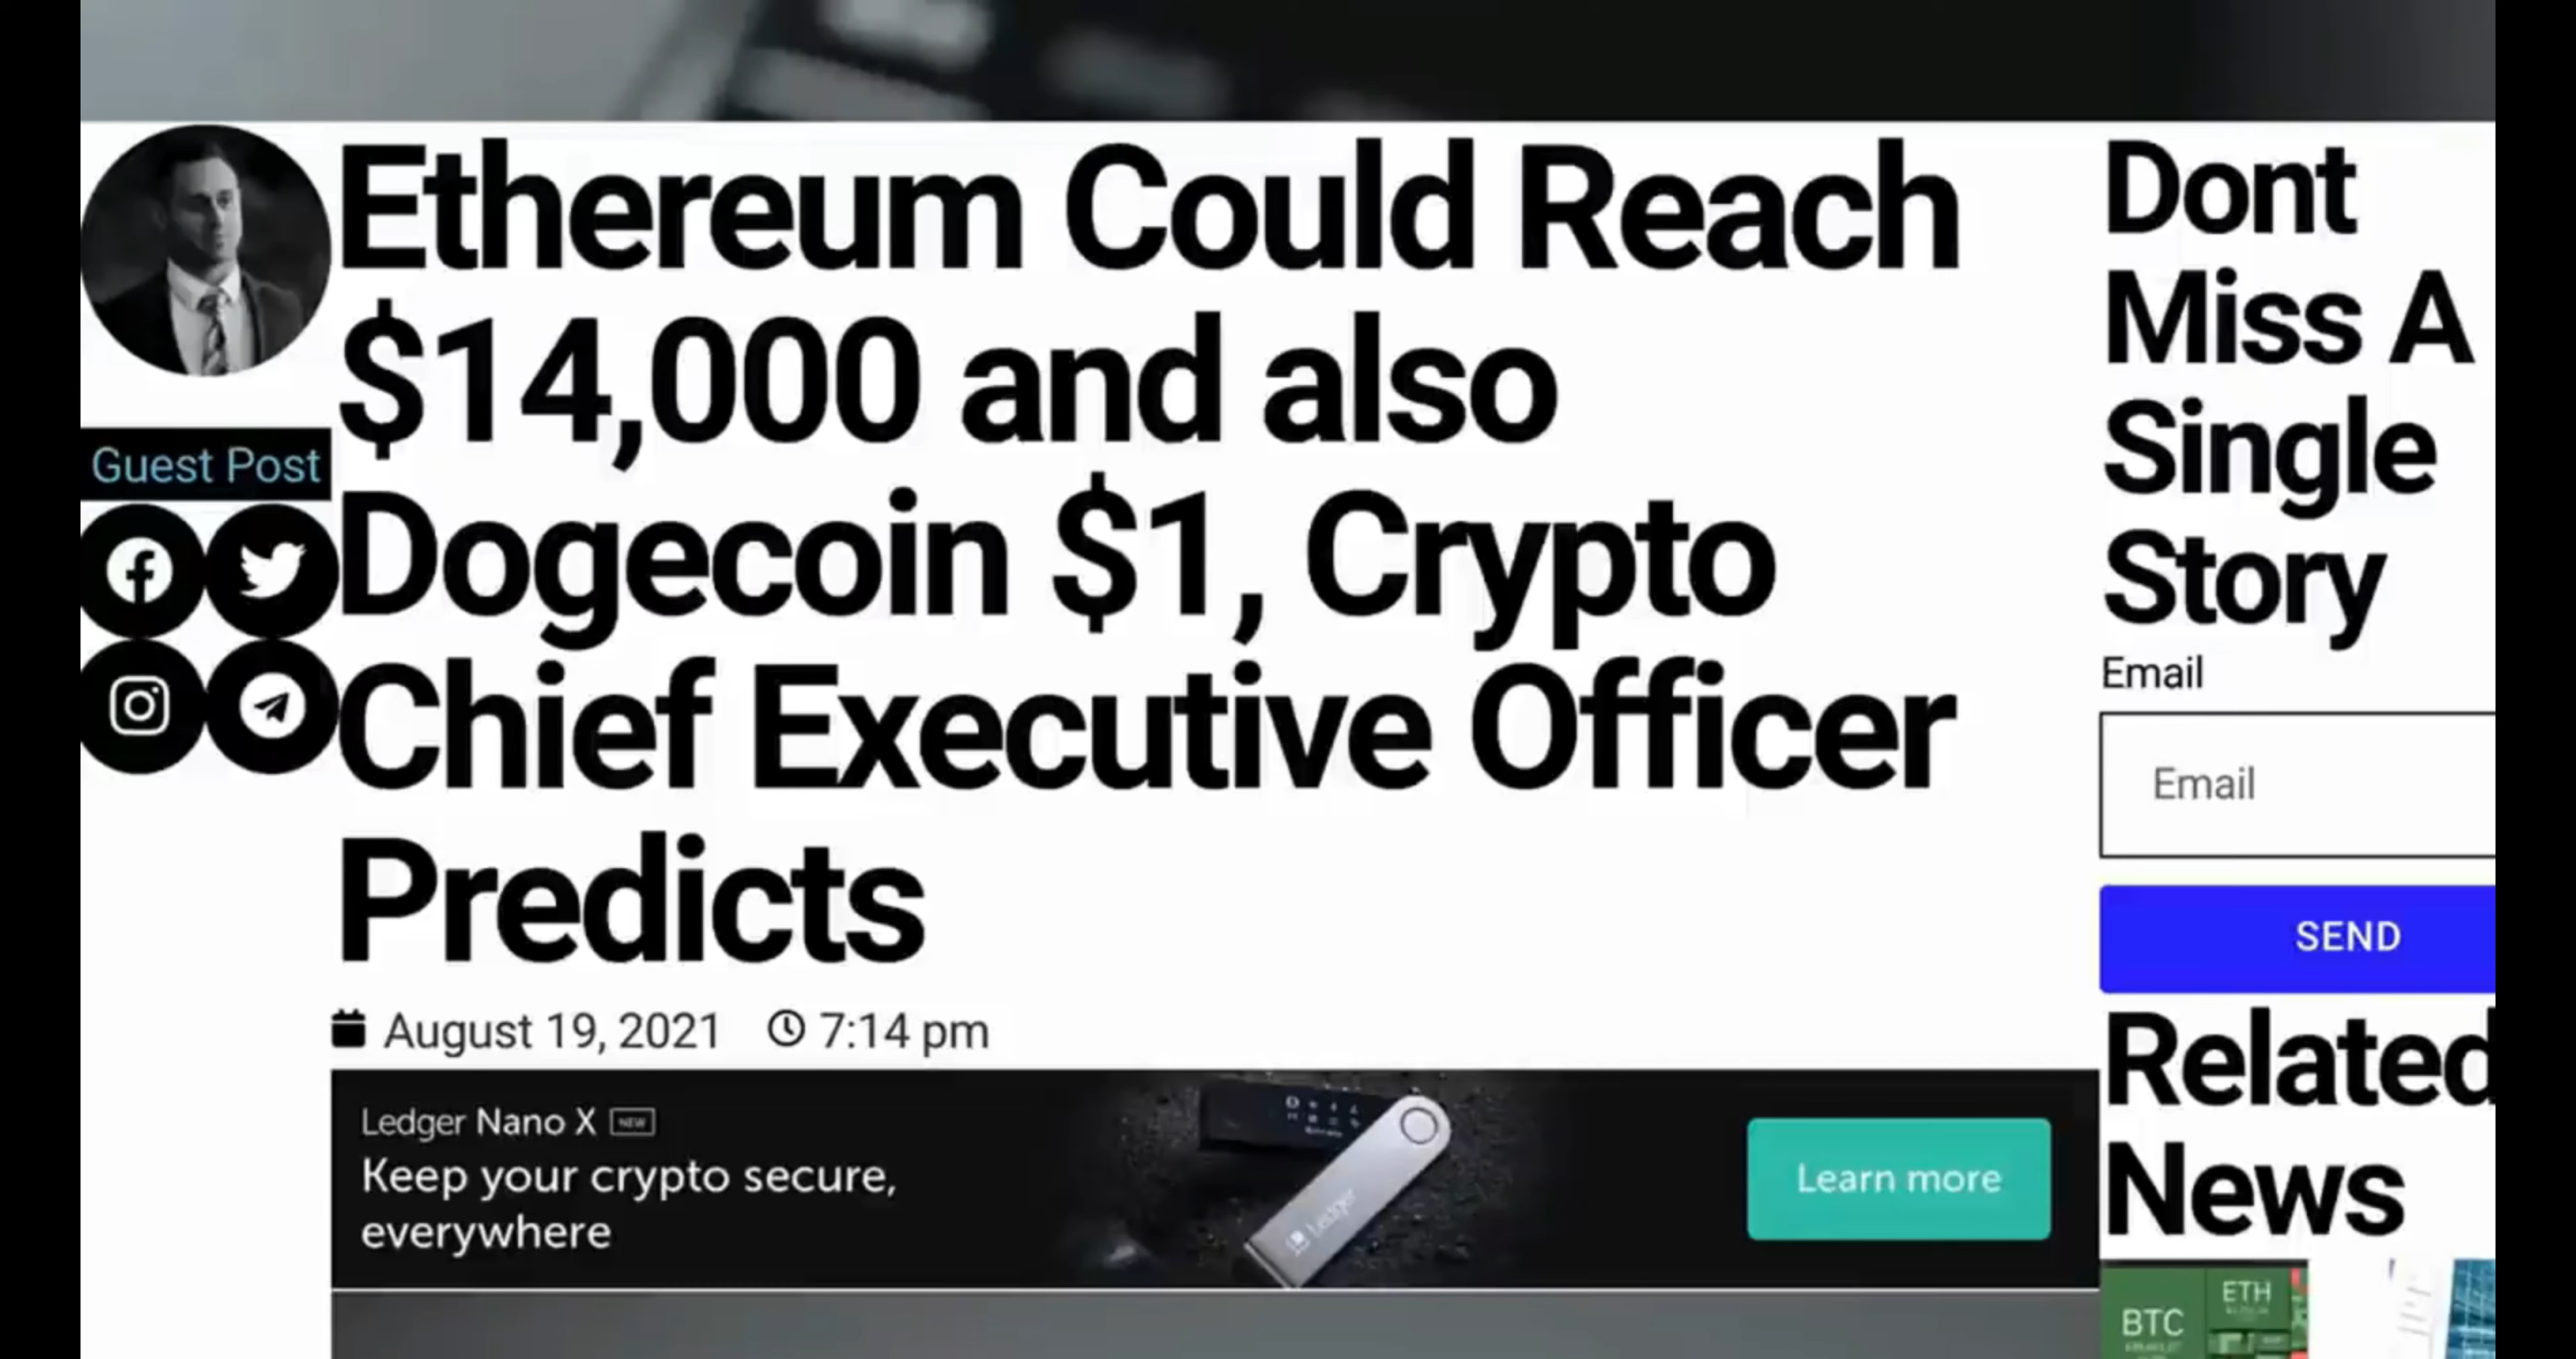 Ethereum Could Reach
$14,000 and also
Dogecoin $1, Crypto
Chief Executive Officer
Predicts
Guest Post
August 19, 2021 7:14 pm
Ledger Nano X NEW
Keep your crypto secure,
everywhere
Ledger
Learn more
Dont
Miss A
Single
Story
Email
Email
SEND
Related
News
BTC
ETH